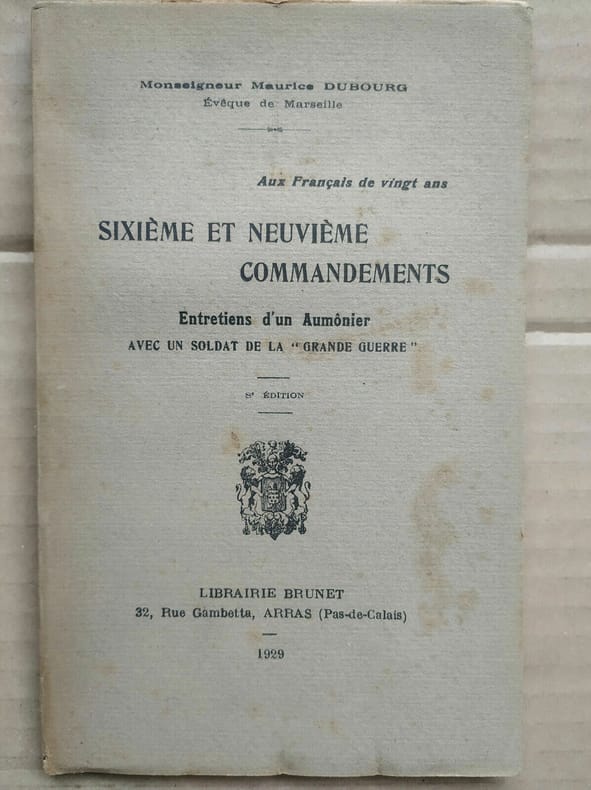 Monseigneur Maurice DUBOURG
Évêque de Marseille
Aux Français de vingt ans
SIXIÈME ET NEUVIÈME
COMMANDEMENTS
Entretiens d'un Aumônier
AVEC UN SOLDAT DE LA "GRANDE GUERRE"
8e ÉDITION
LIBRAIRIE BRUNET
32, Rue Gambetta, ARRAS (Pas-de-Calais)
1929